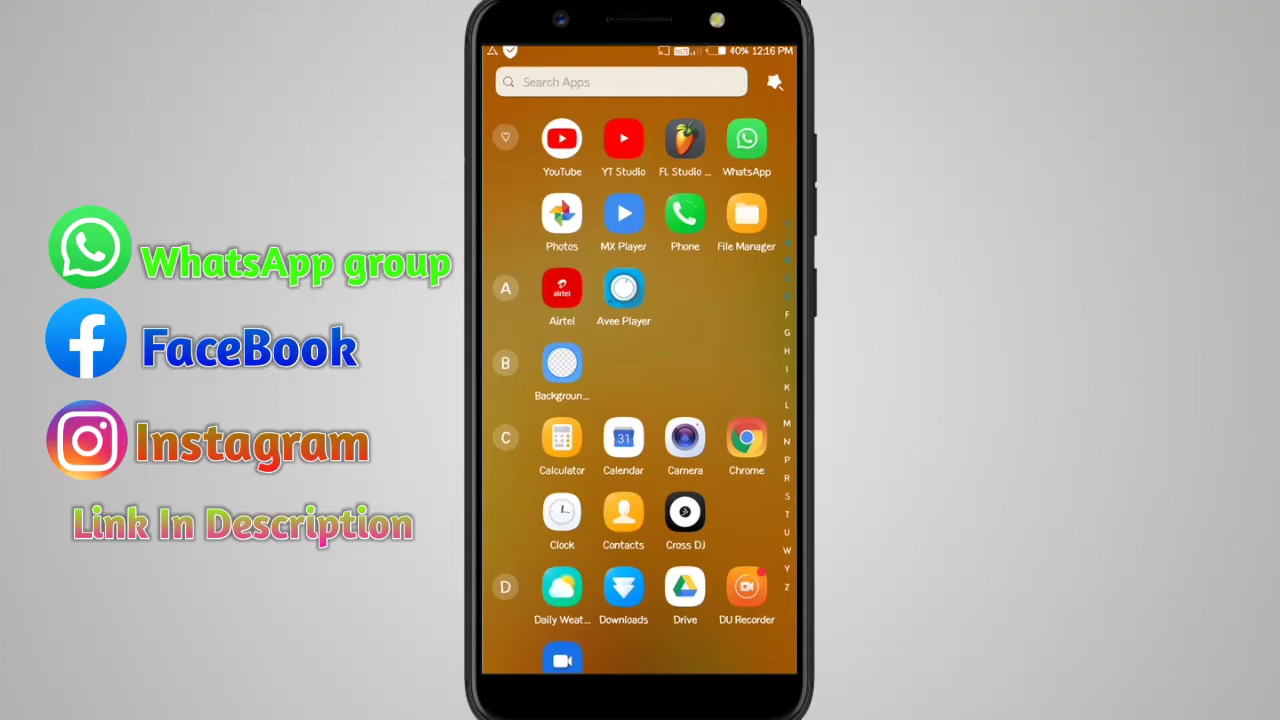 40% 12:16 PM
Search Apps
YouTube YT Studio FL Studio ... WhatsApp
Photos MX Player Phone File Manager
A
airtel
Airtel Avee Player
B
Backgroun...
C
31
Calculator Calendar Camera Chrome
Clock Contacts Cross DJ
D
Daily Weat... Downloads Drive DU Recorder
F
G
H
I
K
L
M
N
P
R
S
T
U
W
Y
Z
WhatsApp group
FaceBook
Instagram
Link In Description